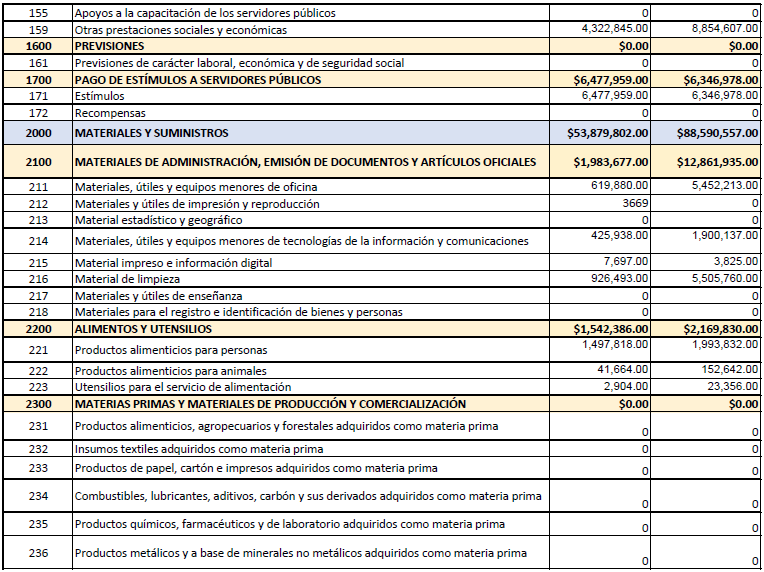 155 Apoyos a la capacitación de los servidores públicos 0 0
159 Otras prestaciones sociales y económicas 4,322,845.00 8,854,607.00
1600 PREVISIONES $0.00 $0.00
161 Previsiones de carácter laboral, económica y de seguridad social 0 0
1700 PAGO DE ESTÍMULOS A SERVIDORES PÚBLICOS $6,477,959.00 $6,346,978.00
171 Estímulos 6,477,959.00 6,346,978.00
172 Recompensas 0 0
2000 MATERIALES Y SUMINISTROS $53,879,802.00 $88,590,557.00
2100 MATERIALES DE ADMINISTRACIÓN, EMISIÓN DE DOCUMENTOS Y ARTÍCULOS OFICIALES $1,983,677.00 $12,861,935.00
211 Materiales, útiles y equipos menores de oficina 619,880.00 5,452,213.00
212 Materiales y útiles de impresión y reproducción 3669 0
213 Material estadístico y geográfico 0 0
214 Materiales, útiles y equipos menores de tecnologías de la información y comunicaciones 425,938.00 1,900,137.00
215 Material impreso e información digital 7,697.00 3,825.00
216 Material de limpieza 926,493.00 5,505,760.00
217 Materiales y útiles de enseñanza 0 0
218 Materiales para el registro e identificación de bienes y personas 0 0
2200 ALIMENTOS Y UTENSILIOS $1,542,386.00 $2,169,830.00
221 Productos alimenticios para personas 1,497,818.00 1,993,832.00
222 Productos alimenticios para animales 41,664.00 152,642.00
223 Utensilios para el servicio de alimentación 2,904.00 23,356.00
2300 MATERIAS PRIMAS Y MATERIALES DE PRODUCCIÓN Y COMERCIALIZACIÓN $0.00 $0.00
231 Productos alimenticios, agropecuarios y forestales adquiridos como materia prima 0 0
232 Insumos textiles adquiridos como materia prima 0 0
233 Productos de papel, cartón e impresos adquiridos como materia prima 0 0
234 Combustibles, lubricantes, aditivos, carbón y sus derivados adquiridos como materia prima 0 0
235 Productos químicos, farmacéuticos y de laboratorio adquiridos como materia prima 0 0
236 Productos metálicos y a base de minerales no metálicos adquiridos como materia prima 0 0